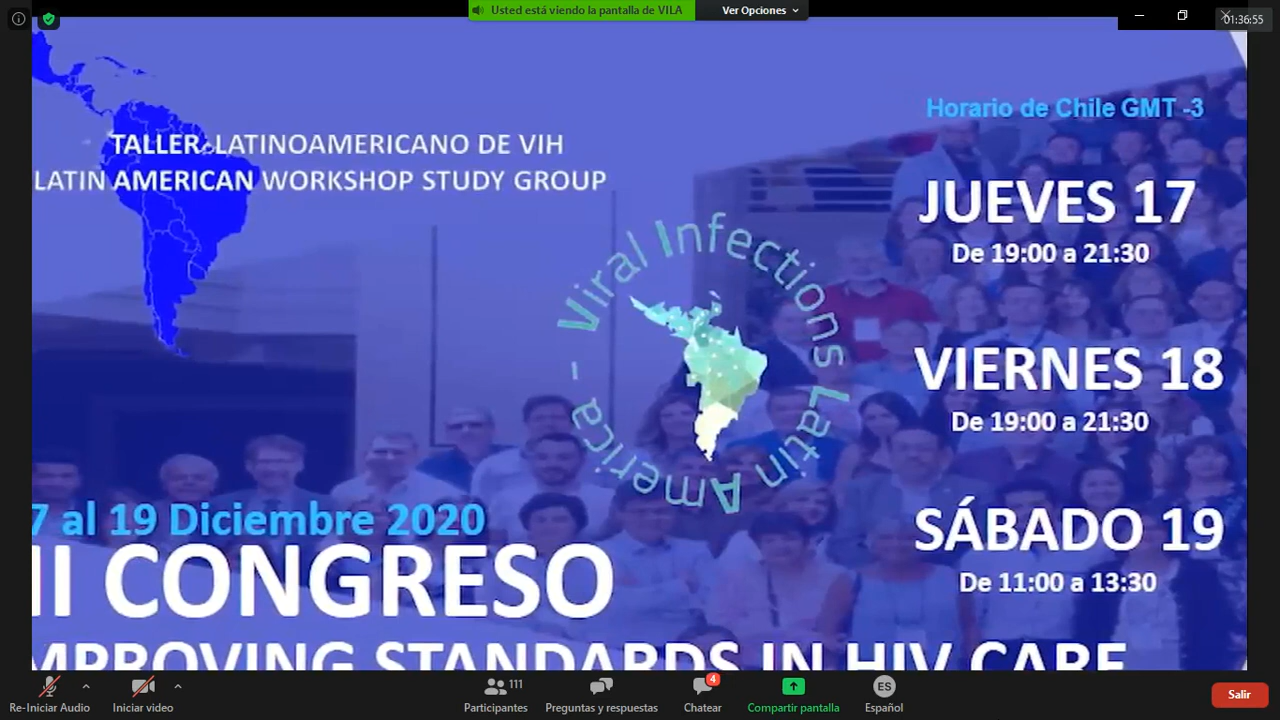 Usted está viendo la pantalla de VILA
Ver Opciones
01:36:55
Horario de Chile GMT -3
TALLER LATINOAMERICANO DE VIH
LATIN AMERICAN WORKSHOP STUDY GROUP
JUEVES 17
De 19:00 a 21:30
Viral Infections Latin America -
VIERNES 18
De 19:00 a 21:30
SÁBADO 19
De 11:00 a 13:30
7 al 19 Diciembre 2020
II CONGRESO
MPROVING STANDARDS IN HIV CARE
Re-Iniciar Audio
Iniciar video
111
Participantes
Preguntas y respuestas
4
Chatear
Compartir pantalla
ES
Español
Salir